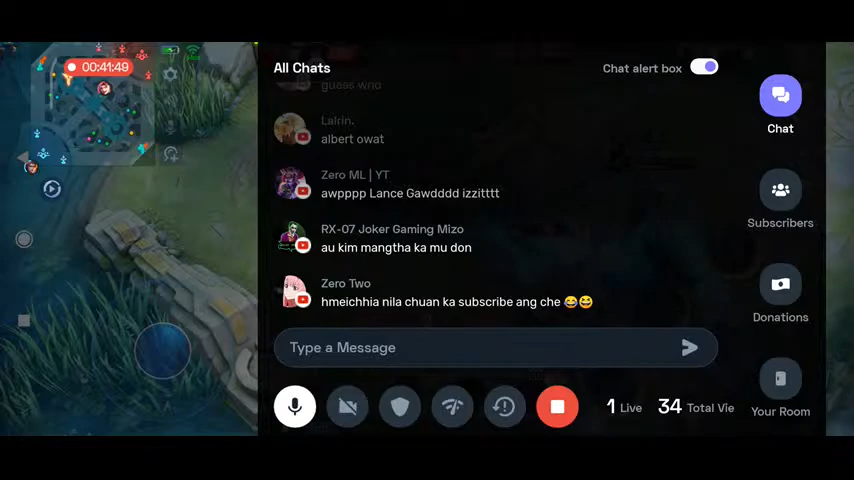 00:41:49
All Chats
Chat alert box
guess who
Lalrin.
albert owat
Zero ML | YT
awpppp Lance Gawdddd izzitttt
RX-07 Joker Gaming Mizo
au kim mangtha ka mu don
Zero Two
hmeichhia nila chuan ka subscribe ang che 😂😆
Type a Message
1 Live 34 Total Vie
Chat
Subscribers
Donations
Your Room